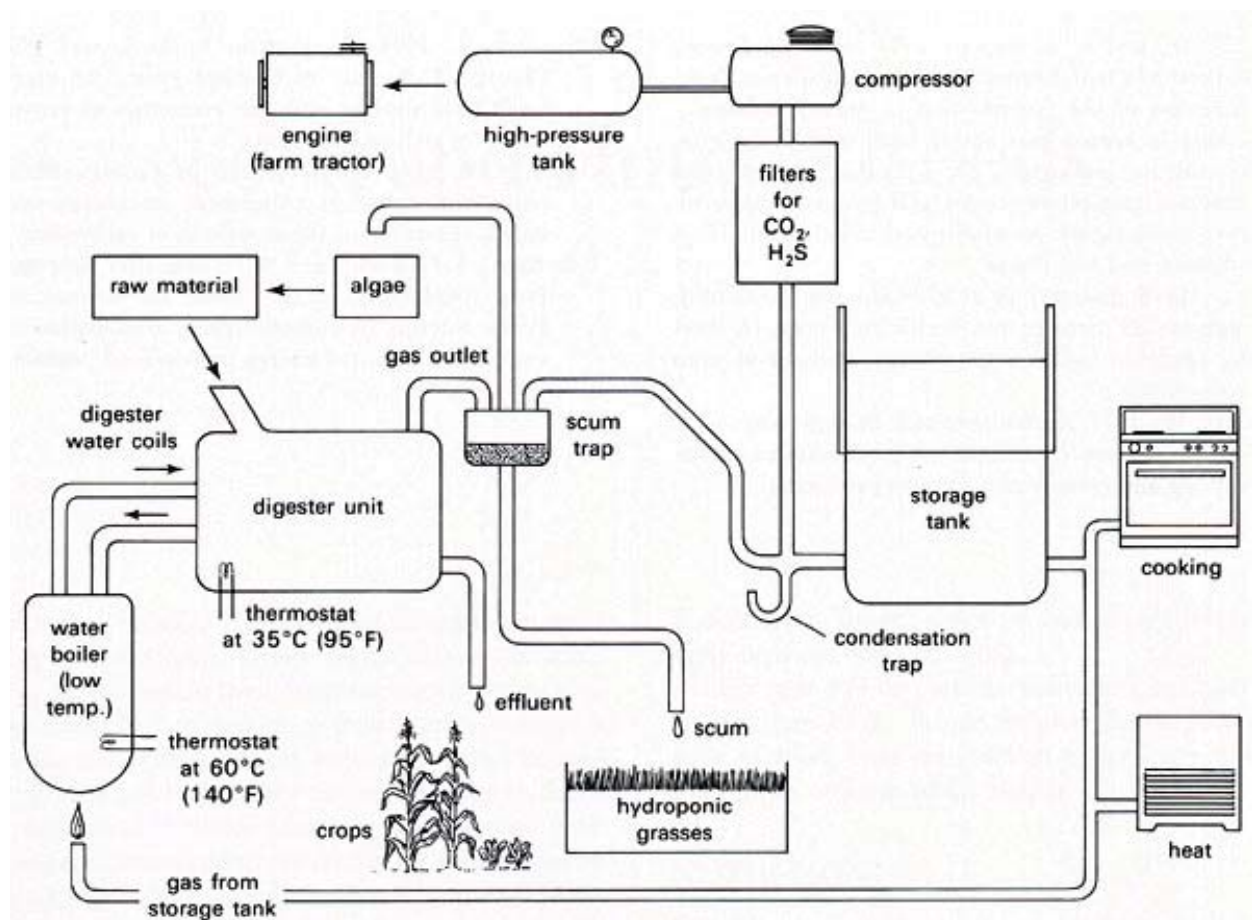 compressor
engine
(farm tractor)
high-pressure
tank
filters
for
CO₂,
H₂S
raw material
algae
gas outlet
digester
water coils
scum
trap
digester unit
storage
tank
cooking
thermostat
at 35°C (95°F)
water
boiler
(low
temp.)
condensation
trap
effluent
scum
thermostat
at 60°C
(140°F)
hydroponic
grasses
crops
heat
gas from
storage tank